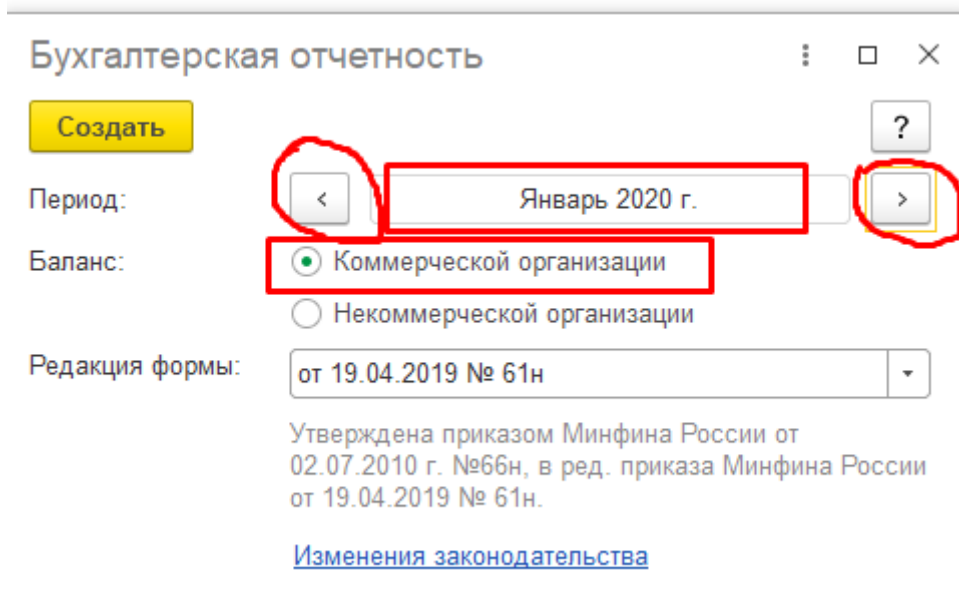 Бухгалтерская отчетность
Создать
?
Период:
<
Январь 2020 г.
>
Баланс:
Коммерческой организации
Некоммерческой организации
Редакция формы:
от 19.04.2019 № 61н
Утверждена приказом Минфина России от
02.07.2010 г. №66н, в ред. приказа Минфина России
от 19.04.2019 № 61н.
Изменения законодательства